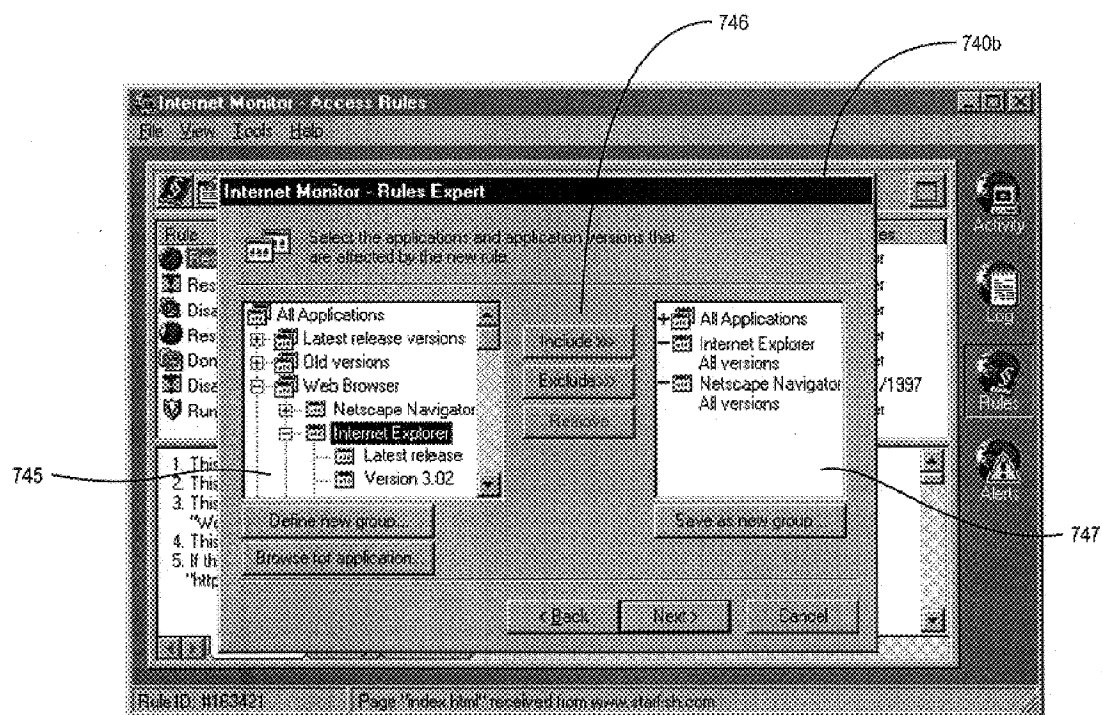 746
740b
Internet Monitor - Access Rules
File View Tools Help
Internet Monitor - Rules Expert
Rule
Select the applications and application versions that
are affected by the new rule.
Activity
Res
Disa
Res
Don
Disa
Run
All Applications
Latest release versions
Old versions
Web Browser
Netscape Navigator
Internet Explorer
Latest release
Version 3.02
Include >>
Exclude >>
Remove
All Applications
Internet Explorer
All versions
Netscape Navigator
All versions
/1997
Log
Rules
Alerts
745
1. This
2. This
3. This
"We
4. This
5. If th
"http
Define new group...
Browse for application...
Save as new group...
747
< Back
Next >
Cancel
RuleID: #163421
Page "index.html" received from www.starfish.com